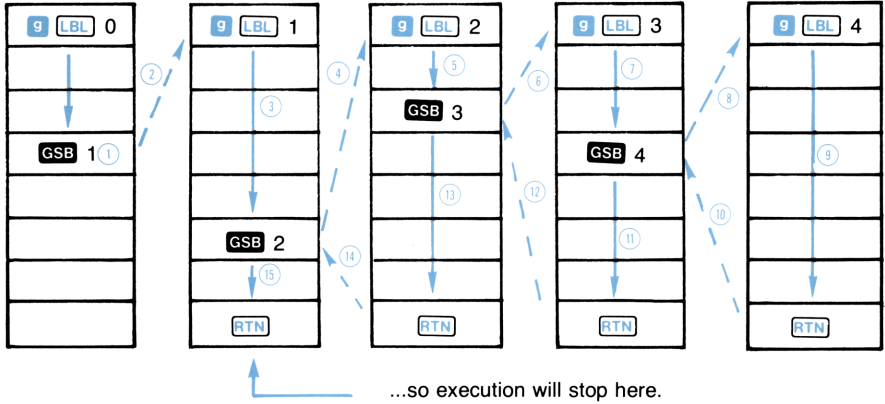 g LBL 0
g LBL 1
g LBL 2
g LBL 3
g LBL 4
2
4
5
6
7
8
3
GSB 3
GSB 1 1
GSB 4
9
12
13
10
GSB 2
11
14
15
RTN
RTN
RTN
RTN
...so execution will stop here.